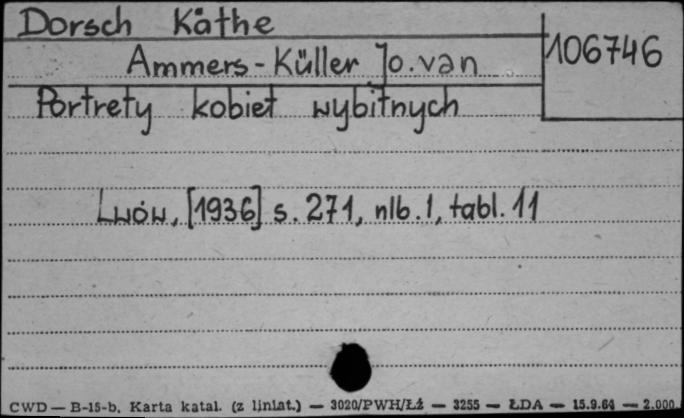 Dorsch Käthe
106746
Ammers-Küller Jo.van
Portrety kobiet wybitnych
Lwów, [1936] s. 271, nlb. 1, tabl. 11
CWD — B-15-b. Karta katal. (z liniat.) — 3020/PWH/Łż — 3255 — ŁDA — 15.9.64 — 2.000.